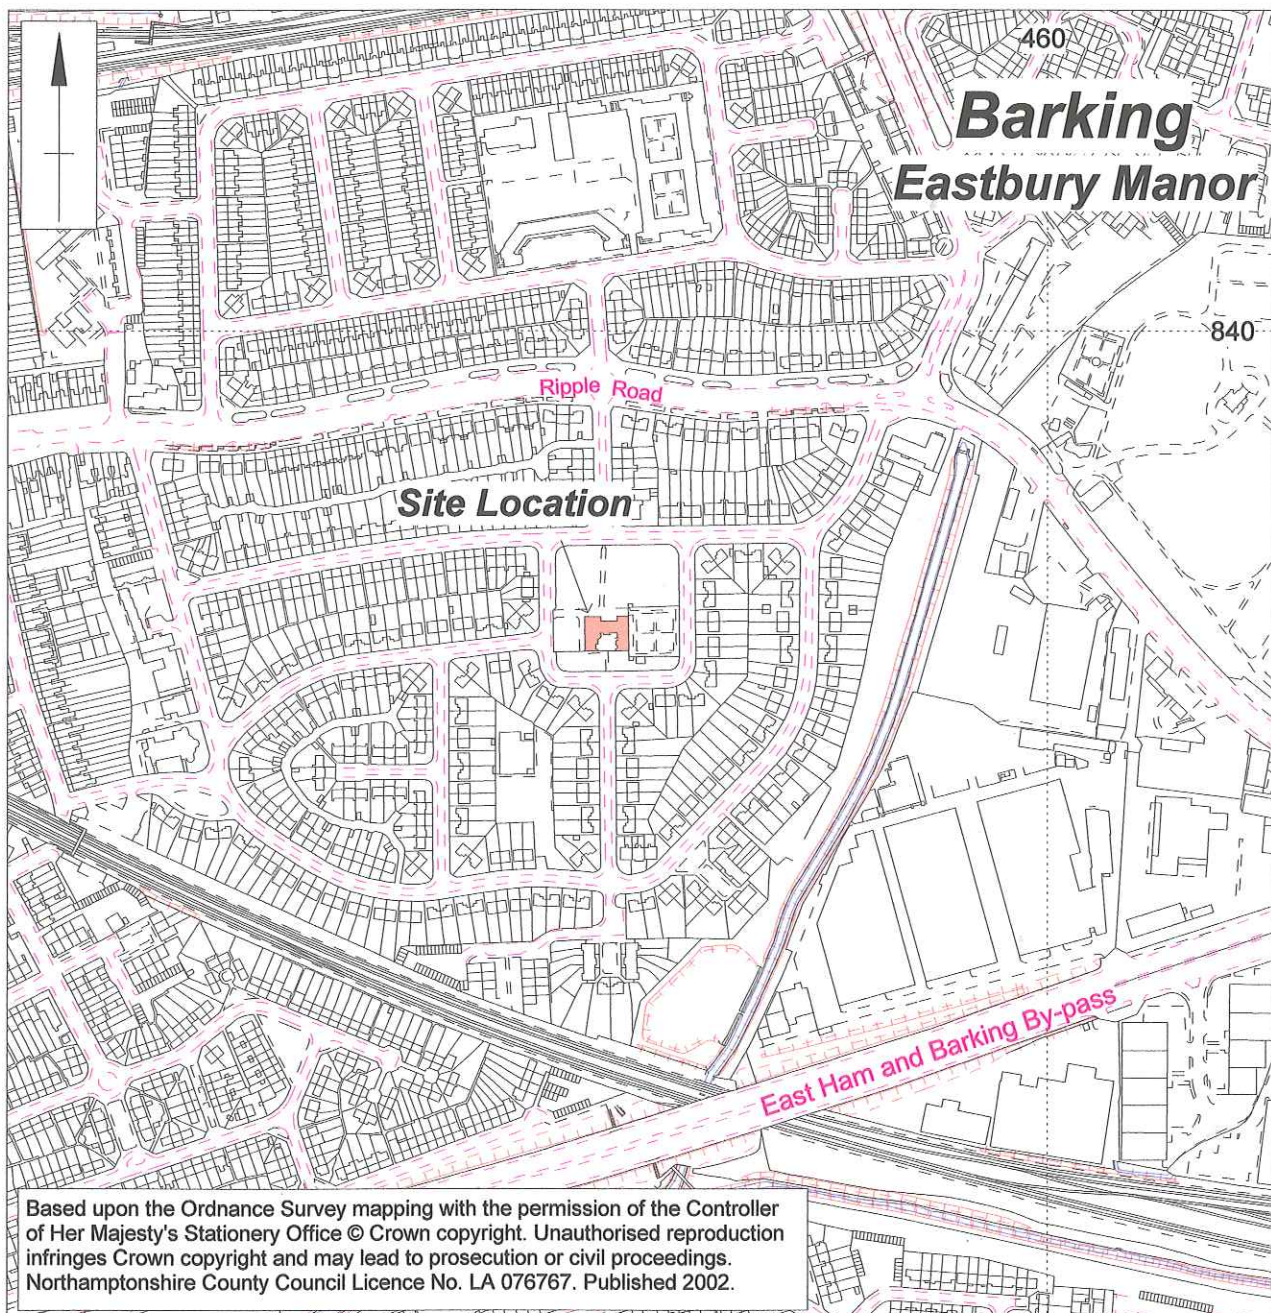 460
Barking
Eastbury Manor
840
Ripple Road
Site Location
East Ham and Barking By-pass
Based upon the Ordnance Survey mapping with the permission of the Controller
of Her Majesty's Stationery Office © Crown copyright. Unauthorised reproduction
infringes Crown copyright and may lead to prosecution or civil proceedings.
Northamptonshire County Council Licence No. LA 076767. Published 2002.